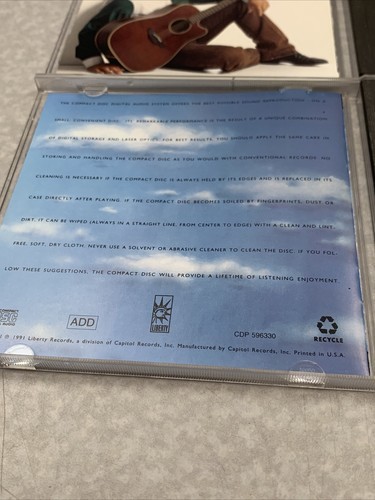 THE COMPACT DISC DIGITAL AUDIO SYSTEM OFFERS THE BEST POSSIBLE SOUND REPRODUCTION - ON A
SMALL, CONVENIENT DISC. ITS REMARKABLE PERFORMANCE IS THE RESULT OF A UNIQUE COMBINATION
OF DIGITAL STORAGE AND LASER OPTICS. FOR BEST RESULTS, YOU SHOULD APPLY THE SAME CARE IN
STORING AND HANDLING THE COMPACT DISC AS YOU WOULD WITH CONVENTIONAL RECORDS. NO
CLEANING IS NECESSARY IF THE COMPACT DISC IS ALWAYS HELD BY ITS EDGES AND IS REPLACED IN ITS
CASE DIRECTLY AFTER PLAYING. IF THE COMPACT DISC BECOMES SOILED BY FINGERPRINTS, DUST OR
DIRT, IT CAN BE WIPED (ALWAYS IN A STRAIGHT LINE, FROM CENTER TO EDGE) WITH A CLEAN AND LINT-
FREE, SOFT, DRY CLOTH. NEVER USE A SOLVENT OR ABRASIVE CLEANER TO CLEAN THE DISC. IF YOU FOL-
LOW THESE SUGGESTIONS, THE COMPACT DISC WILL PROVIDE A LIFETIME OF LISTENING ENJOYMENT.
ADD
LIBERTY
CDP 596330
RECYCLE
© 1991 Liberty Records, a division of Capitol Records, Inc. Manufactured by Capitol Records, Inc. Printed in U.S.A.